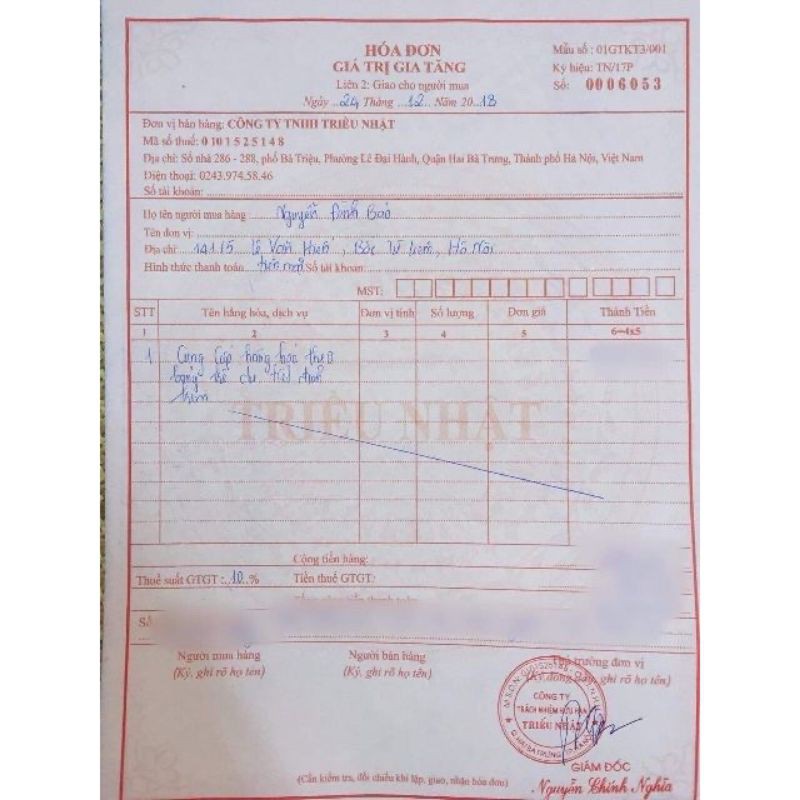 HÓA ĐƠN
GIÁ TRỊ GIA TĂNG
Liên 2: Giao cho người mua
Ngày 24 Tháng 12 Năm 2018
Mẫu số : 01GTKT3/001
Ký hiệu: TN/17P
Số: 0006053
Đơn vị bán hàng: CÔNG TY TNHH TRIỀU NHẬT
Mã số thuế: 0101525148
Địa chỉ: Số nhà 286 - 288, phố Bà Triệu, Phường Lê Đại Hành, Quận Hai Bà Trưng, Thành phố Hà Nội, Việt Nam
Điện thoại: 0243.974.58.46
Số tài khoản:
Họ tên người mua hàng Nguyễn Đình Bảo
Tên đơn vị:
Địa chỉ: Văn Hiến, Bắc Từ Liêm, Hà Nội
Hình thức thanh toán tiền mặt Số tài khoản:
MST:
STT Tên hàng hóa, dịch vụ Đơn vị tính Số lượng Đơn giá Thành Tiền
1 2 3 4 5 6=4x5
1 Cung cấp hàng hóa theo
bảng kê chi tiết đính
kèm
TRIỀU NHẬT
Cộng tiền hàng:
Thuế suất GTGT : 10 % Tiền thuế GTGT:
Số
Người mua hàng Người bán hàng Thủ trưởng đơn vị
(Ký, ghi rõ họ tên) (Ký, ghi rõ họ tên) (Ký đóng dấu, ghi rõ họ tên)
CÔNG TY
TRÁCH NHIỆM HỮU HẠN
TRIỀU NHẬT
GIÁM ĐỐC
Nguyễn Chính Nghĩa
(Cần kiểm tra, đối chiếu khi lập, giao, nhận hóa đơn)